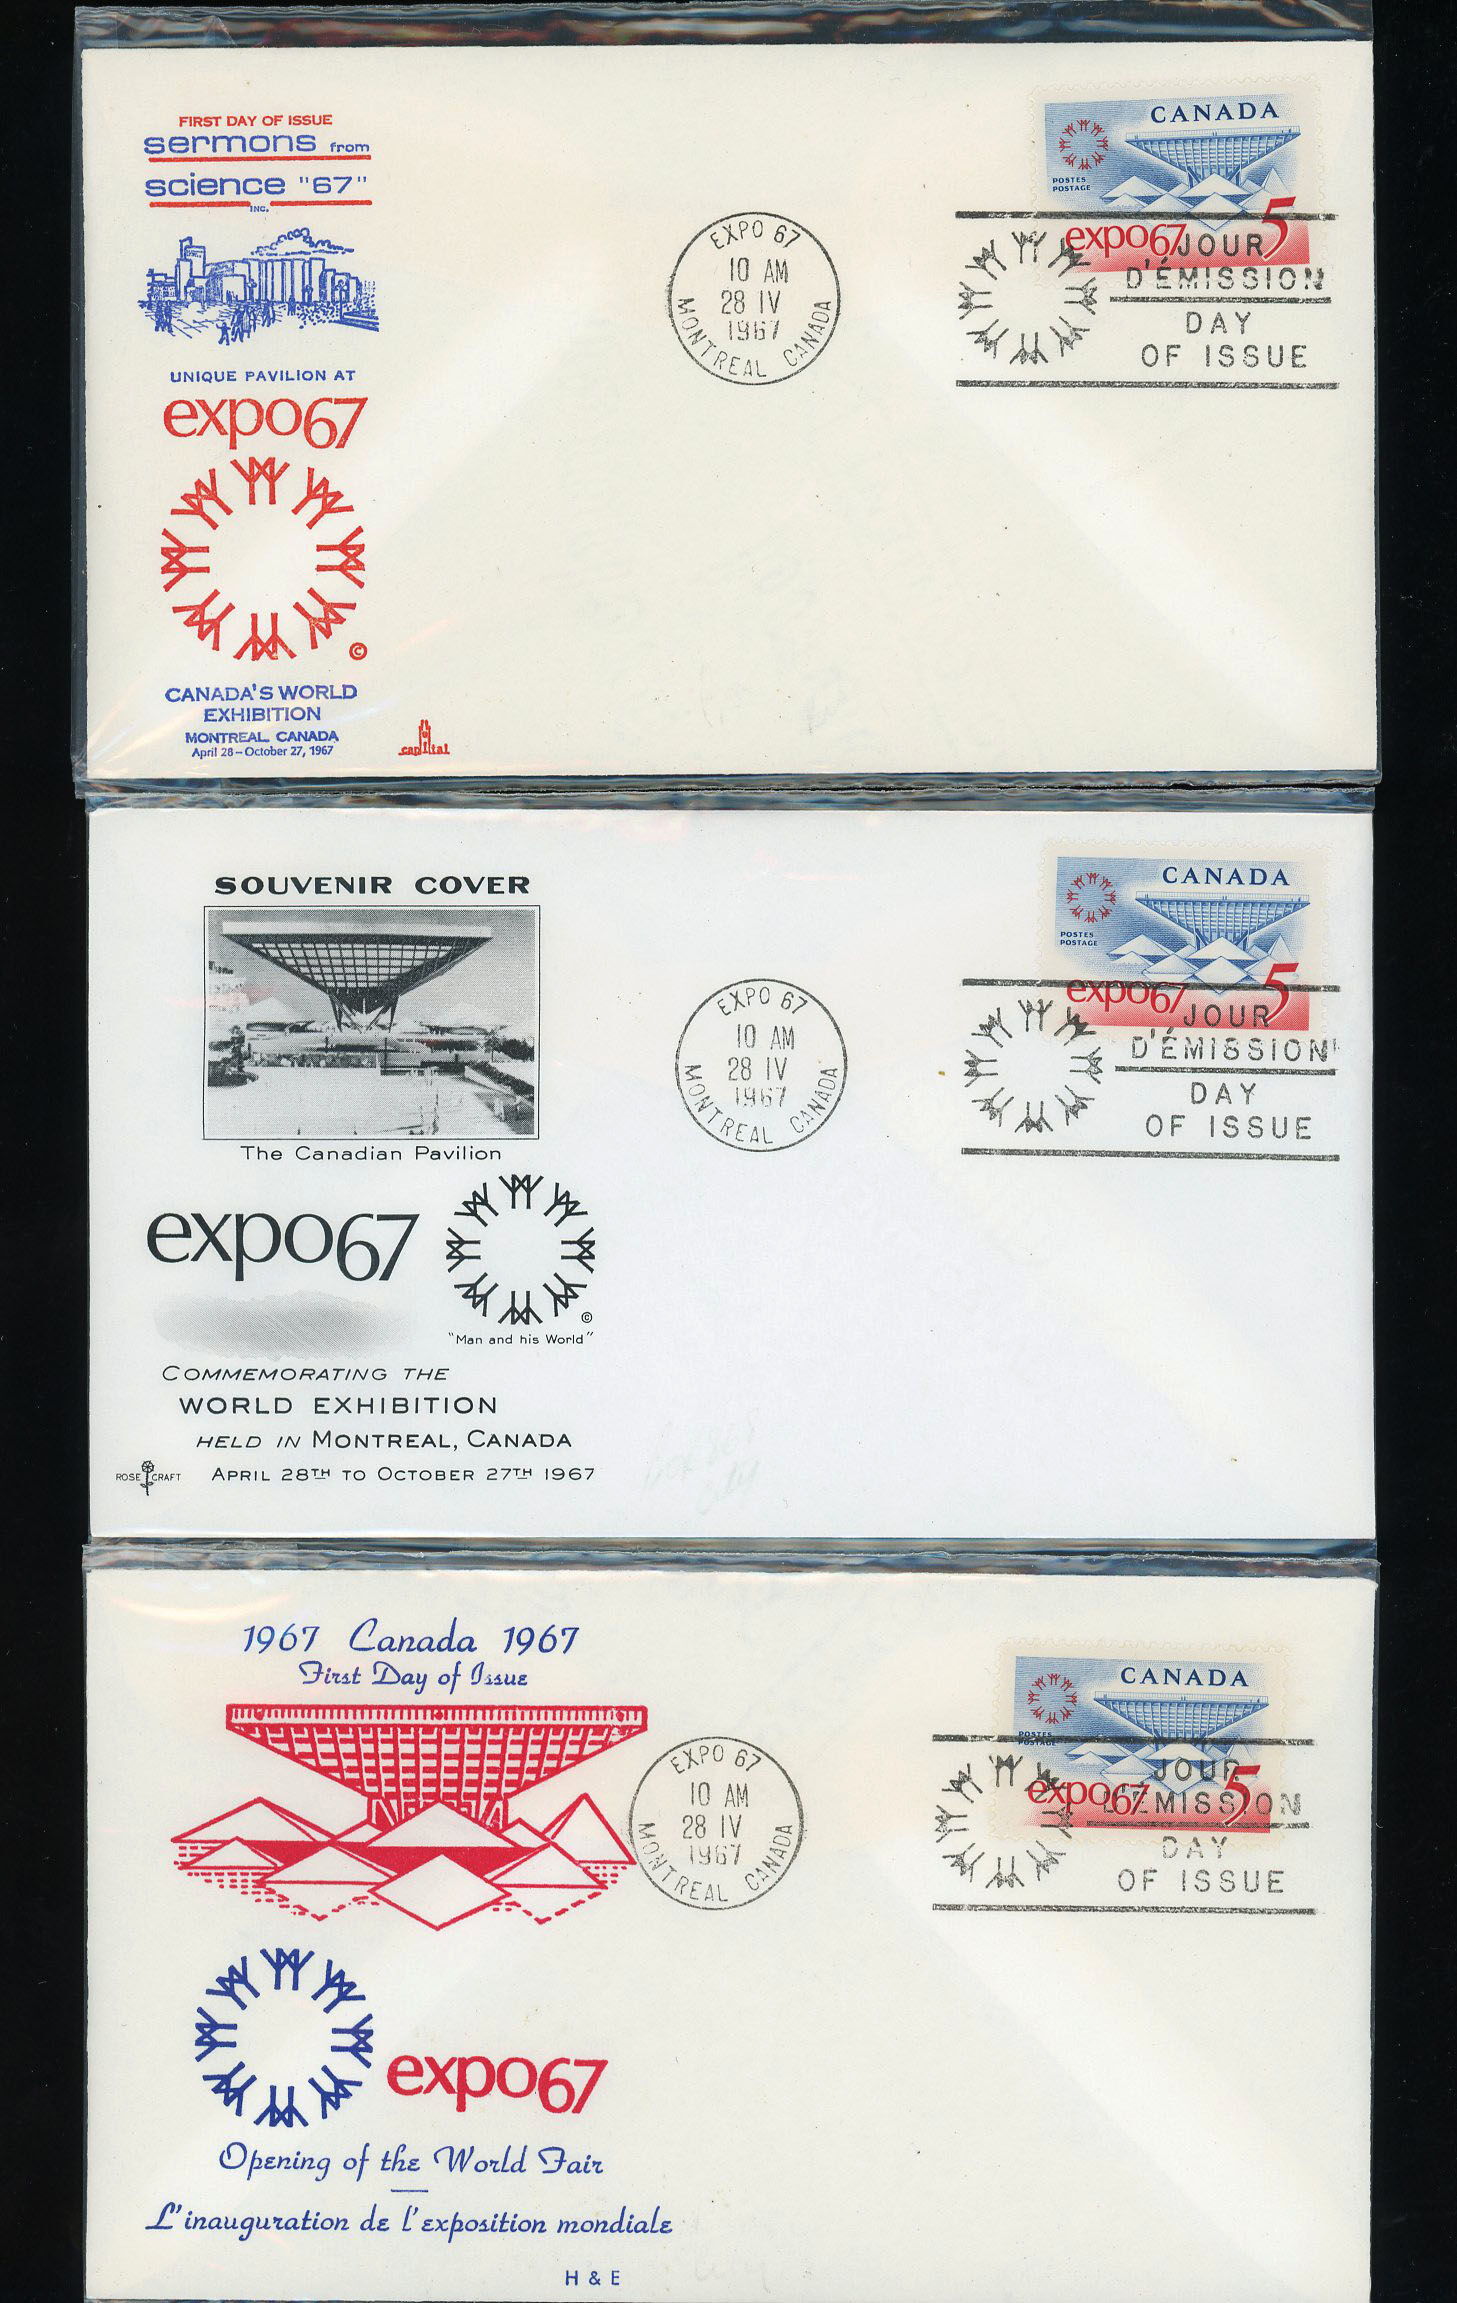 FIRST DAY OF ISSUE
sermons from
science "67"
INC.
UNIQUE PAVILION AT
expo67
©
CANADA'S WORLD
EXHIBITION
MONTREAL, CANADA
April 28 – October 27, 1967
capital
EXPO 67
10 AM
28 IV
1967
MONTREAL CANADA
CANADA
POSTES
POSTAGE
expo67
5
JOUR
D'ÉMISSION
DAY
OF ISSUE
SOUVENIR COVER
The Canadian Pavilion
expo67
©
"Man and his World"
COMMEMORATING THE
WORLD EXHIBITION
HELD IN MONTREAL, CANADA
ROSE CRAFT
APRIL 28TH TO OCTOBER 27TH 1967
EXPO 67
10 AM
28 IV
1967
MONTREAL CANADA
CANADA
POSTES
POSTAGE
expo67
5
JOUR
D'ÉMISSION
DAY
OF ISSUE
1967 Canada 1967
First Day of Issue
expo67
Opening of the World Fair
L'inauguration de l'exposition mondiale
H & E
EXPO 67
10 AM
28 IV
1967
MONTREAL CANADA
CANADA
POSTES
POSTAGE
expo67
5
JOUR
D'ÉMISSION
DAY
OF ISSUE